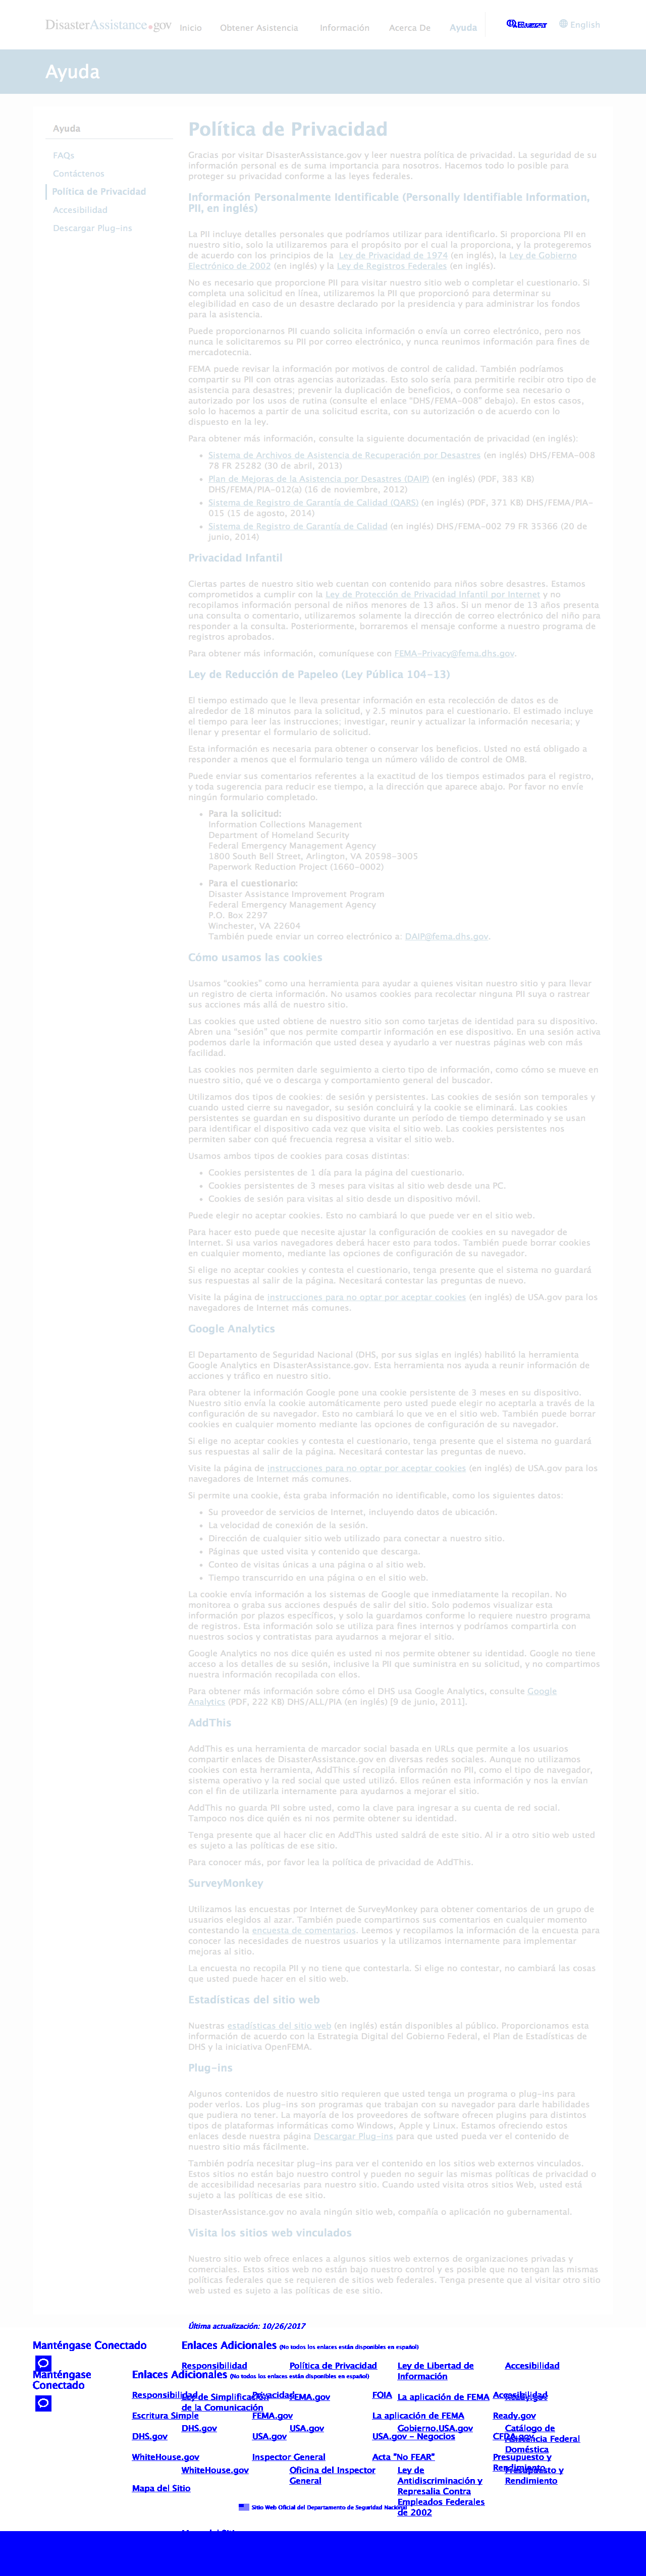 DisasterAssistance.gov Inicio Obtener Asistencia Información Acerca De Ayuda English
Ayuda
Ayuda
FAQs
Contáctenos
Política de Privacidad
Accesibilidad
Descargar Plug-ins
Política de Privacidad
Gracias por visitar DisasterAssistance.gov y leer nuestra política de privacidad. La seguridad de su
información personal es de suma importancia para nosotros. Hacemos todo lo posible para
proteger su privacidad conforme a las leyes federales.
Información Personalmente Identificable (Personally Identifiable Information,
PII, en inglés)
La PII incluye detalles personales que podríamos utilizar para identificarlo. Si proporciona PII en
nuestro sitio, solo la utilizaremos para el propósito por el cual la proporciona, y la protegeremos
de acuerdo con los principios de la Ley de Privacidad de 1974 (en inglés), la Ley de Gobierno
Electrónico de 2002 (en inglés) y la Ley de Registros Federales (en inglés).
No es necesario que proporcione PII para visitar nuestro sitio web o completar el cuestionario. Si
completa una solicitud en línea, utilizaremos la PII que proporcionó para determinar su
elegibilidad en caso de un desastre declarado por la presidencia y para administrar los fondos
para la asistencia.
Puede proporcionarnos PII cuando solicita información o envía un correo electrónico, pero nos
nunca le solicitaremos su PII por correo electrónico, y nunca reunimos información para fines de
mercadotecnia.
FEMA puede revisar la información por motivos de control de calidad. También podríamos
compartir su PII con otras agencias autorizadas. Esto solo sería para permitirle recibir otro tipo de
asistencia para desastres; prevenir la duplicación de beneficios, o conforme sea necesario o
autorizado por los usos de rutina (consulte el enlace “DHS/FEMA-008” debajo). En estos casos,
solo lo hacemos a partir de una solicitud escrita, con su autorización o de acuerdo con lo
dispuesto en la ley.
Para obtener más información, consulte la siguiente documentación de privacidad (en inglés):
• Sistema de Archivos de Asistencia de Recuperación por Desastres (en inglés) DHS/FEMA-008
78 FR 25282 (30 de abril, 2013)
• Plan de Mejoras de la Asistencia por Desastres (DAIP) (en inglés) (PDF, 383 KB)
DHS/FEMA/PIA-012(a) (16 de noviembre, 2012)
• Sistema de Registro de Garantía de Calidad (QARS) (en inglés) (PDF, 371 KB) DHS/FEMA/PIA-
015 (15 de agosto, 2014)
• Sistema de Registro de Garantía de Calidad (en inglés) DHS/FEMA-002 79 FR 35366 (20 de
junio, 2014)
Privacidad Infantil
Ciertas partes de nuestro sitio web cuentan con contenido para niños sobre desastres. Estamos
comprometidos a cumplir con la Ley de Protección de Privacidad Infantil por Internet y no
recopilamos información personal de niños menores de 13 años. Si un menor de 13 años presenta
una consulta o comentario, utilizaremos solamente la dirección de correo electrónico del niño para
responder a la consulta. Posteriormente, borraremos el mensaje conforme a nuestro programa de
registros apropiados.
Para obtener más información, comuníquese con FEMA-Privacy@fema.dhs.gov.
Ley de Reducción de Papeleo (Ley Pública 104-13)
El tiempo estimado que le lleva presentar información en esta recolección de datos es de
alrededor de 18 minutos para la solicitud, y 2.5 minutos para el cuestionario. El estimado incluye
el tiempo para leer las instrucciones; investigar, reunir y actualizar la información necesaria; y
llenar y presentar el formulario de solicitud.
Esta información es necesaria para obtener o conservar los beneficios. Usted no está obligado a
responder a menos que el formulario tenga un número válido de control de OMB.
Puede enviar sus comentarios referentes a la exactitud de los tiempos estimados para el registro,
y toda sugerencia para reducir ese tiempo, a la dirección que aparece abajo. Por favor no envíe
ningún formulario completado.
• Para la solicitud:
Information Collections Management
Department of Homeland Security
Federal Emergency Management Agency
1800 South Bell Street, Arlington, VA 20598-3005
Paperwork Reduction Project (1660-0002)
• Para el cuestionario:
Disaster Assistance Improvement Program
Federal Emergency Management Agency
P.O. Box 2297
Winchester, VA 22604
También puede enviar un correo electrónico a: DAIP@fema.dhs.gov.
Cómo usamos las cookies
Usamos “cookies” como una herramienta para ayudar a quienes visitan nuestro sitio y para llevar
un registro de cierta información. No usamos cookies para recolectar ninguna PII suya o rastrear
sus acciones más allá de nuestro sitio.
Las cookies que usted obtiene de nuestro sitio son como tarjetas de identidad para su dispositivo.
Abren una “sesión” que nos permite compartir información en ese dispositivo. En una sesión activa
podemos darle la información que usted desea y ayudarlo a ver nuestras páginas web con más
facilidad.
Las cookies nos permiten darle seguimiento a cierto tipo de información, como cómo se mueve en
nuestro sitio, qué ve o descarga y comportamiento general del buscador.
Utilizamos dos tipos de cookies: de sesión y persistentes. Las cookies de sesión son temporales y
cuando usted cierre su navegador, su sesión concluirá y la cookie se eliminará. Las cookies
persistentes se guardan en su dispositivo durante un periodo de tiempo determinado y se usan
para identificar el dispositivo cada vez que visita el sitio web. Las cookies persistentes nos
permiten saber con qué frecuencia regresa a visitar el sitio web.
Usamos ambos tipos de cookies para cosas distintas:
• Cookies persistentes de 1 día para la página del cuestionario.
• Cookies persistentes de 3 meses para visitas al sitio web desde una PC.
• Cookies de sesión para visitas al sitio desde un dispositivo móvil.
Puede elegir no aceptar cookies. Esto no cambiará lo que puede ver en el sitio web.
Para hacer esto puede que necesite ajustar la configuración de cookies en su navegador de
Internet. Si usa varios navegadores deberá hacer esto para todos. También puede borrar cookies
en cualquier momento, mediante las opciones de configuración de su navegador.
Si elige no aceptar cookies y contesta el cuestionario, tenga presente que el sistema no guardará
sus respuestas al salir de la página. Necesitará contestar las preguntas de nuevo.
Visite la página de instrucciones para no optar por aceptar cookies (en inglés) de USA.gov para los
navegadores de Internet más comunes.
Google Analytics
El Departamento de Seguridad Nacional (DHS, por sus siglas en inglés) ha habilitado la herramienta
Google Analytics en DisasterAssistance.gov. Esta herramienta nos ayuda a reunir información de
acciones y tráfico en nuestro sitio.
Para obtener la información Google pone una cookie persistente de 3 meses en su dispositivo.
Nuestro sitio envía la cookie automáticamente pero usted puede elegir no aceptarla a través de la
configuración de su navegador. Esto no cambiará lo que ve en el sitio web. También puede borrar
cookies en cualquier momento mediante las opciones de configuración de su navegador.
Si elige no aceptar cookies y contesta el cuestionario, tenga presente que el sistema no guardará
sus respuestas al salir de la página. Necesitará contestar las preguntas de nuevo.
Visite la página de instrucciones para no optar por aceptar cookies (en inglés) de USA.gov para los
navegadores de Internet más comunes.
Si permite una cookie, ésta graba información no identificable, como los siguientes datos:
• Su proveedor de servicios de Internet, incluyendo datos de ubicación.
• La velocidad de conexión de la sesión.
• Dirección de cualquier sitio web utilizado para conectar a nuestro sitio.
• Páginas que usted visita y contenido que descarga.
• Conteo de visitas únicas a una página o al sitio web.
• Tiempo transcurrido en una página o en el sitio web.
La cookie envía información a los sistemas de Google que inmediatamente la recopilan. No
monitorea o graba sus acciones después de salir del sitio. Solo podemos visualizar esta
información por plazos específicos, y solo la guardamos conforme lo requiere nuestro programa
de registros. Esta información solo se utiliza para fines internos y podríamos compartirla con
nuestros socios y contratistas para ayudarnos a mejorar el sitio.
Google Analytics no nos dice quién es usted ni nos permite obtener su identidad. Google no tiene
acceso a los detalles de su sesión, inclusive la PII que suministra en su solicitud, y no compartimos
nuestra información recopilada con ellos.
Para obtener más información sobre cómo el DHS usa Google Analytics, consulte Google
Analytics (PDF, 222 KB) DHS/ALL/PIA (en inglés) [9 de junio, 2011].
AddThis
AddThis es una herramienta de marcador social basada en URLs que permite a los usuarios
compartir enlaces de DisasterAssistance.gov en diversas redes sociales. Aunque no utilizamos
cookies con esta herramienta, AddThis sí recopila información no PII, como el tipo de navegador,
sistema operativo y la red social que usted utilizó. Ellos reúnen esta información y nos la envían
con el fin de utilizarla internamente para ayudarnos a mejorar el sitio.
AddThis no guarda PII sobre usted, como la clave para ingresar a su cuenta de red social.
Tampoco nos dice quién es ni nos permite obtener su identidad.
Tenga presente que al hacer clic en AddThis usted saldrá de este sitio. Al ir a otro sitio web usted
es sujeto a las políticas de ese sitio.
Para conocer más, por favor lea la política de privacidad de AddThis.
SurveyMonkey
Utilizamos las encuestas por Internet de SurveyMonkey para obtener comentarios de un grupo de
usuarios elegidos al azar. También puede compartirnos sus comentarios en cualquier momento
contestando la encuesta de comentarios. Leemos y recopilamos la información de la encuesta para
conocer las necesidades de nuestros usuarios y la utilizamos internamente para implementar
mejoras al sitio.
La encuesta no recopila PII y no tiene que contestarla. Si elige no contestar, no cambiará las cosas
que usted puede hacer en el sitio web.
Estadísticas del sitio web
Nuestras estadísticas del sitio web (en inglés) están disponibles al público. Proporcionamos esta
información de acuerdo con la Estrategia Digital del Gobierno Federal, el Plan de Estadísticas de
DHS y la iniciativa OpenFEMA.
Plug-ins
Algunos contenidos de nuestro sitio requieren que usted tenga un programa o plug-ins para
poder verlos. Los plug-ins son programas que trabajan con su navegador para darle habilidades
que pudiera no tener. La mayoría de los proveedores de software ofrecen plugins para distintos
tipos de plataformas informáticas como Windows, Apple y Linux. Estamos ofreciendo estos
enlaces desde nuestra página Descargar Plug-ins para que usted pueda ver el contenido de
nuestro sitio más fácilmente.
También podría necesitar plug-ins para ver el contenido en los sitios web externos vinculados.
Estos sitios no están bajo nuestro control y pueden no seguir las mismas políticas de privacidad o
de accesibilidad necesarias para nuestro sitio. Cuando usted visita otros sitios Web, usted está
sujeto a las políticas de ese sitio.
DisasterAssistance.gov no avala ningún sitio web, compañía o aplicación no gubernamental.
Visita los sitios web vinculados
Nuestro sitio web ofrece enlaces a algunos sitios web externos de organizaciones privadas y
comerciales. Estos sitios web no están bajo nuestro control y es posible que no tengan las mismas
políticas federales que se requieren de sitios web federales. Tenga presente que al visitar otro sitio
web usted es sujeto a las políticas de ese sitio.
Última actualización: 10/26/2017
Manténgase Conectado
Enlaces Adicionales (No todos los enlaces están disponibles en español)
Responsibilidad Política de Privacidad Ley de Libertad de Accesibilidad
Información
Manténgase
Conectado
Enlaces Adicionales (No todos los enlaces están disponibles en español)
Responsibilidad Privacidad FOIA Accesibilidad
Ley de Simplificación FEMA.gov La aplicación de FEMA Ready.gov
de la Comunicación
Escritura Simple FEMA.gov La aplicación de FEMA Ready.gov
DHS.gov USA.gov Gobierno.USA.gov Catálogo de
Asistencia Federal
Doméstica
DHS.gov USA.gov USA.gov - Negocios CFDA.gov
WhiteHouse.gov Inspector General Acta "No FEAR" Presupuesto y
Rendimiento
WhiteHouse.gov Oficina del Inspector Ley de Presupuesto y
General Antidiscriminación y Rendimiento
Represalia Contra
Empleados Federales
de 2002
Mapa del Sitio
Sitio Web Oficial del Departamento de Seguridad Nacional